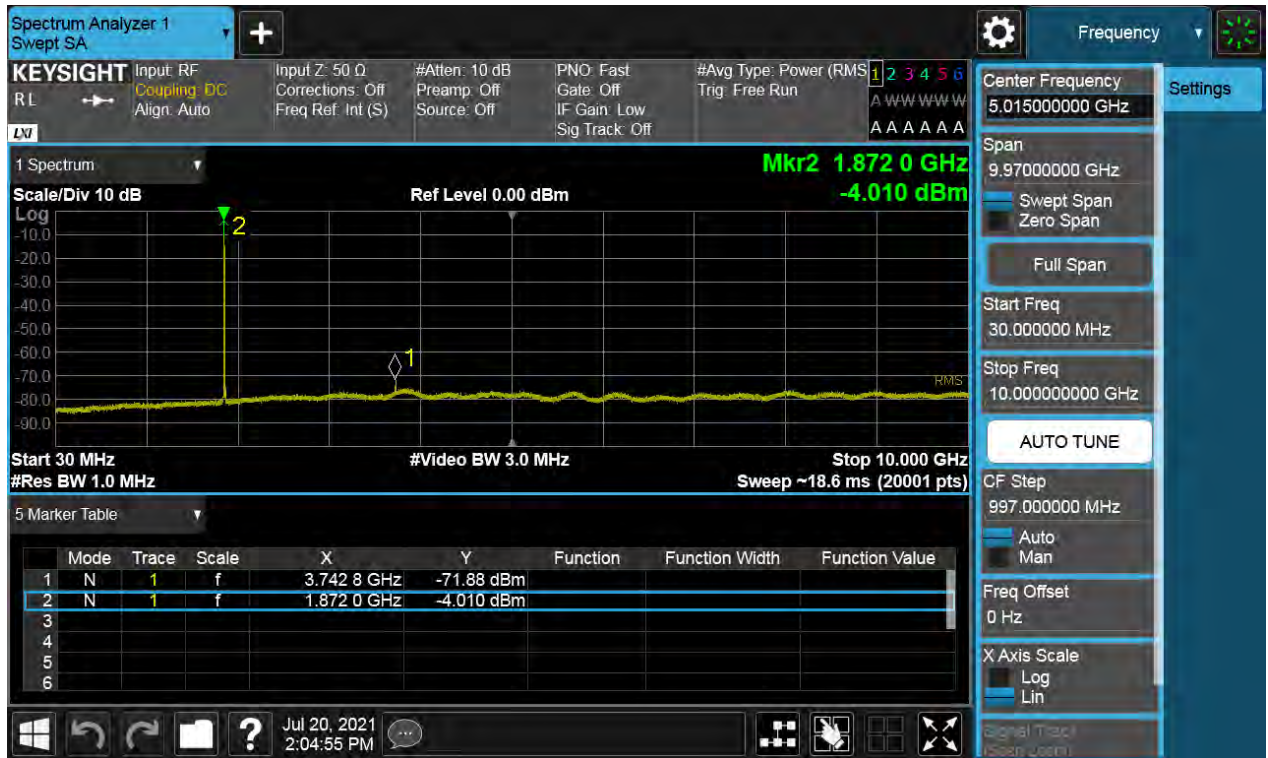 Spectrum Analyzer 1
Swept SA
+
Frequency
KEYSIGHT
RL
LXI
Input: RF
Coupling: DC
Align: Auto
Input Z: 50 Ω
Corrections: Off
Freq Ref: Int (S)
#Atten: 10 dB
Preamp: Off
Source: Off
PNO: Fast
Gate: Off
IF Gain: Low
Sig Track: Off
#Avg Type: Power (RMS
Trig: Free Run
1 2 3 4 5 6
A W W W W W
A A A A A A
1 Spectrum
Mkr2 1.872 0 GHz
Scale/Div 10 dB
Ref Level 0.00 dBm
-4.010 dBm
Log
2
-10.0
-20.0
-30.0
-40.0
-50.0
-60.0
1
-70.0
RMS
-80.0
-90.0
Start 30 MHz
#Video BW 3.0 MHz
Stop 10.000 GHz
#Res BW 1.0 MHz
Sweep ~18.6 ms (20001 pts)
5 Marker Table
Mode Trace Scale X Y Function Function Width Function Value
1 N 1 f 3.742 8 GHz -71.88 dBm
2 N 1 f 1.872 0 GHz -4.010 dBm
3
4
5
6
?
Jul 20, 2021
2:04:55 PM
Center Frequency
5.015000000 GHz
Settings
Span
9.97000000 GHz
Swept Span
Zero Span
Full Span
Start Freq
30.000000 MHz
Stop Freq
10.000000000 GHz
AUTO TUNE
CF Step
997.000000 MHz
Auto
Man
Freq Offset
0 Hz
X Axis Scale
Log
Lin
Signal Track
(Span Zoom)